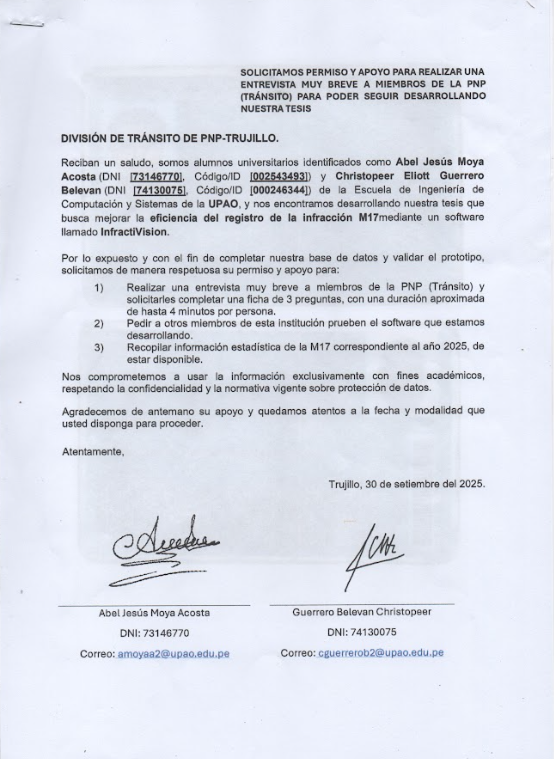 SOLICITAMOS PERMISO Y APOYO PARA REALIZAR UNA
ENTREVISTA MUY BREVE A MIEMBROS DE LA PNP
(TRÁNSITO) PARA PODER SEGUIR DESARROLLANDO
NUESTRA TESIS
DIVISIÓN DE TRÁNSITO DE PNP-TRUJILLO.
Reciban un saludo, somos alumnos universitarios identificados como Abel Jesús Moya
Acosta (DNI [73146770], Código/ID [002543493]) y Christopeer Eliott Guerrero
Belevan (DNI [74130075], Código/ID [000246344]) de la Escuela de Ingeniería de
Computación y Sistemas de la UPAO, y nos encontramos desarrollando nuestra tesis que
busca mejorar la eficiencia del registro de la infracción M17mediante un software
llamado InfractiVision.
Por lo expuesto y con el fin de completar nuestra base de datos y validar el prototipo,
solicitamos de manera respetuosa su permiso y apoyo para:
1) Realizar una entrevista muy breve a miembros de la PNP (Tránsito) y
solicitarles completar una ficha de 3 preguntas, con una duración aproximada
de hasta 4 minutos por persona.
2) Pedir a otros miembros de esta institución prueben el software que estamos
desarrollando.
3) Recopilar información estadística de la M17 correspondiente al año 2025, de
estar disponible.
Nos comprometemos a usar la información exclusivamente con fines académicos,
respetando la confidencialidad y la normativa vigente sobre protección de datos.
Agradecemos de antemano su apoyo y quedamos atentos a la fecha y modalidad que
usted disponga para proceder.
Atentamente,
Trujillo, 30 de setiembre del 2025.
Abel Jesús Moya Acosta
DNI: 73146770
Correo: amoyaa2@upao.edu.pe
Guerrero Belevan Christopeer
DNI: 74130075
Correo: cguerrerob2@upao.edu.pe